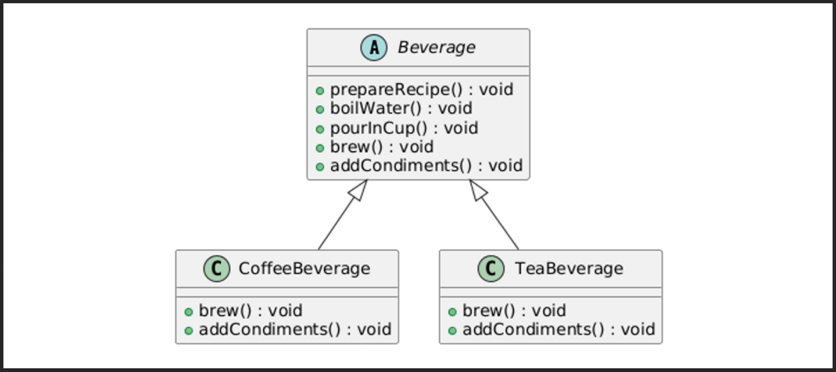 A Beverage
prepareRecipe() : void
boilWater() : void
pourInCup() : void
brew() : void
addCondiments() : void
C CoffeeBeverage
brew() : void
addCondiments() : void
C TeaBeverage
brew() : void
addCondiments() : void